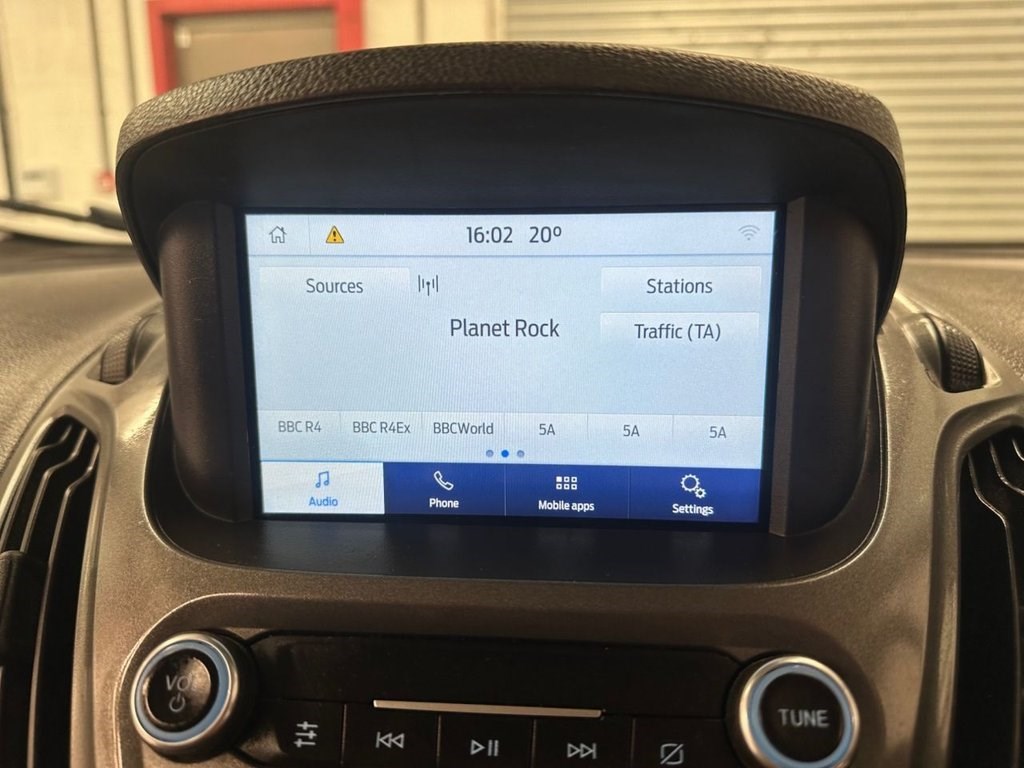 16:02 20º
Sources
Stations
Planet Rock
Traffic (TA)
BBC R4 BBC R4Ex BBCWorld 5A 5A 5A
Audio Phone Mobile apps Settings
VOL
TUNE